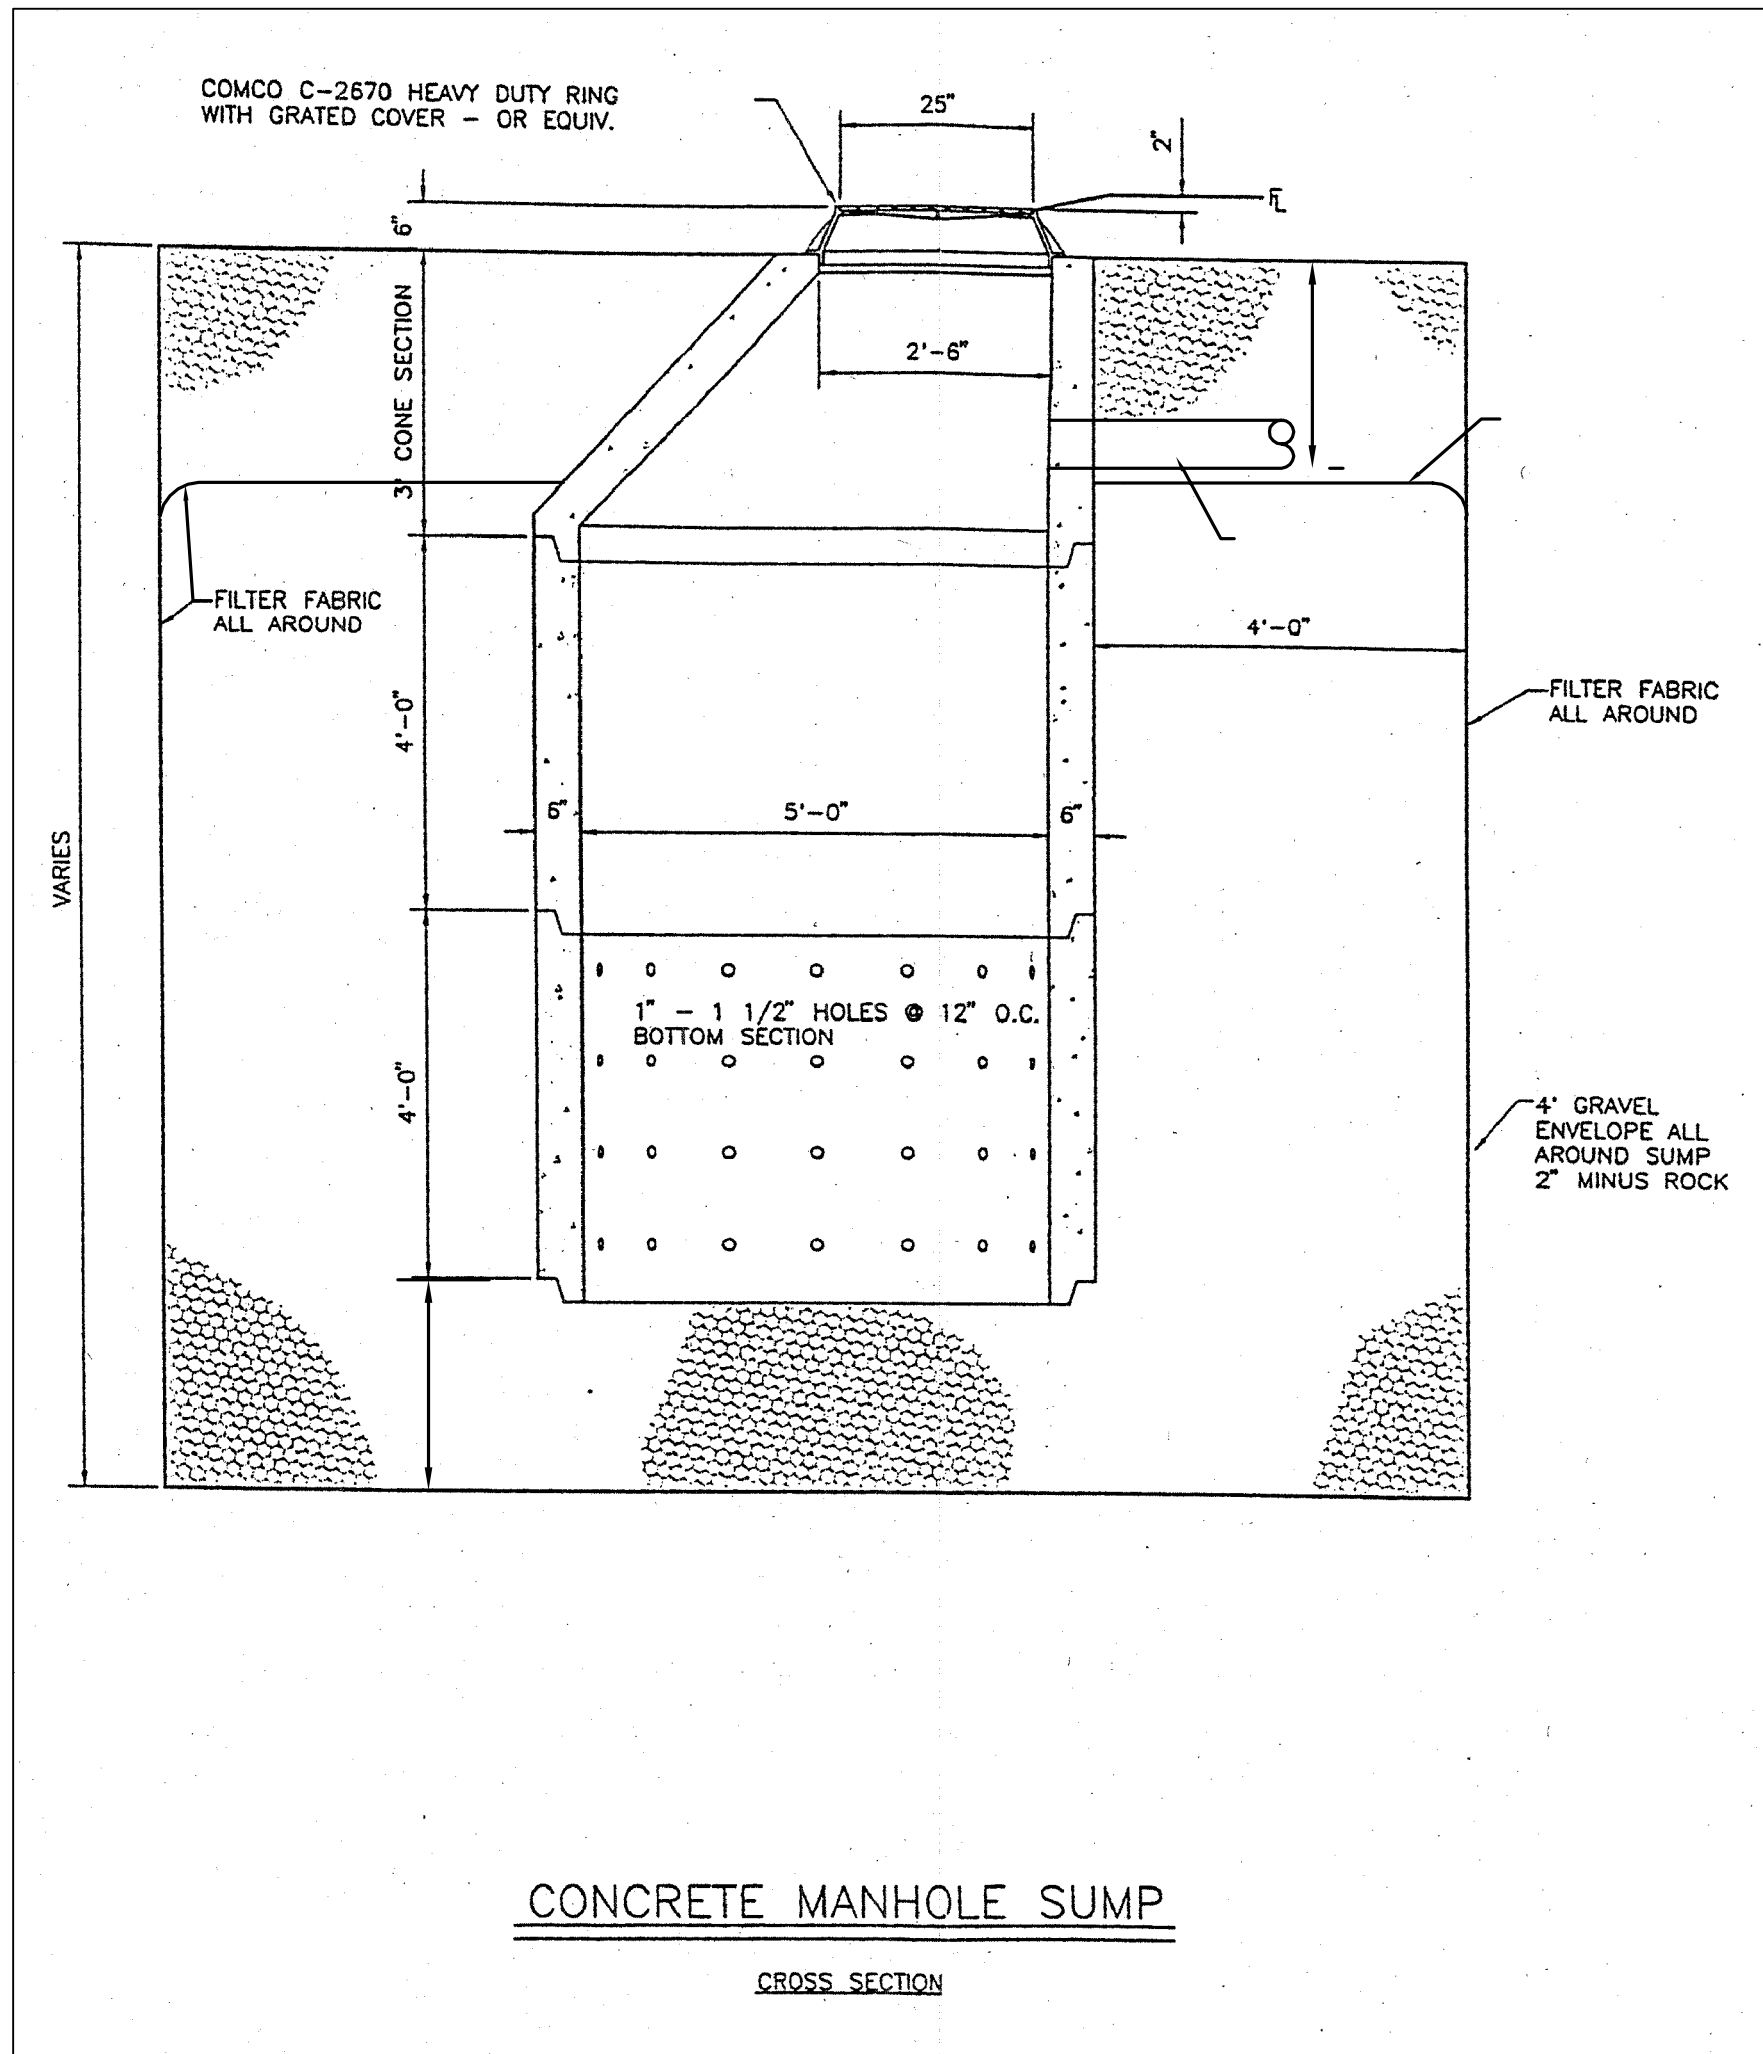 COMCO C-2670 HEAVY DUTY RING
WITH GRATED COVER - OR EQUIV.
25"
2"
FL
6"
3' CONE SECTION
2'-6"
FILTER FABRIC
ALL AROUND
4'-0"
4'-0"
FILTER FABRIC
ALL AROUND
6"
5'-0"
6"
VARIES
1" - 1 1/2" HOLES @ 12" O.C.
BOTTOM SECTION
4'-0"
4' GRAVEL
ENVELOPE ALL
AROUND SUMP
2" MINUS ROCK
CONCRETE MANHOLE SUMP
CROSS SECTION